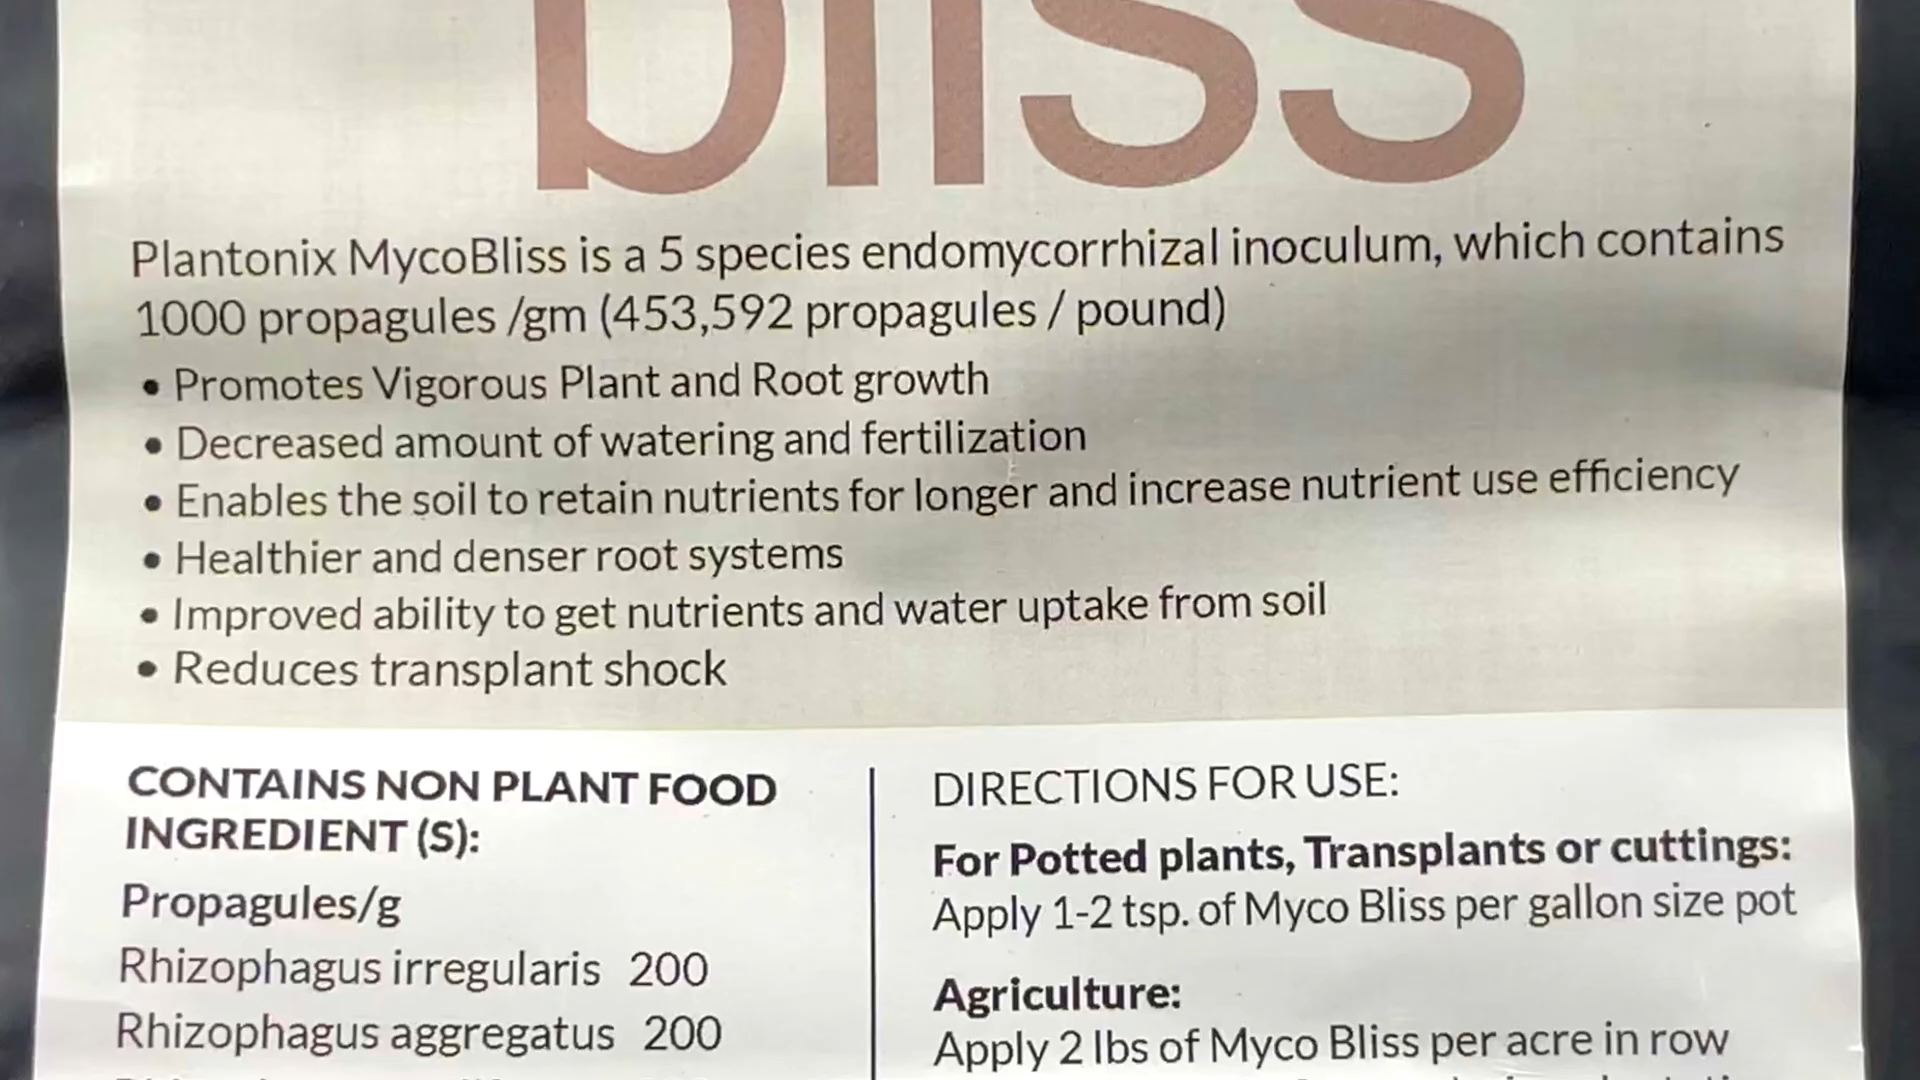 bliss
Plantonix MycoBliss is a 5 species endomycorrhizal inoculum, which contains
1000 propagules /gm (453,592 propagules / pound)
• Promotes Vigorous Plant and Root growth
• Decreased amount of watering and fertilization
• Enables the soil to retain nutrients for longer and increase nutrient use efficiency
• Healthier and denser root systems
• Improved ability to get nutrients and water uptake from soil
• Reduces transplant shock
CONTAINS NON PLANT FOOD
INGREDIENT (S):
Propagules/g
Rhizophagus irregularis 200
Rhizophagus aggregatus 200
DIRECTIONS FOR USE:
For Potted plants, Transplants or cuttings:
Apply 1-2 tsp. of Myco Bliss per gallon size pot
Agriculture:
Apply 2 lbs of Myco Bliss per acre in row